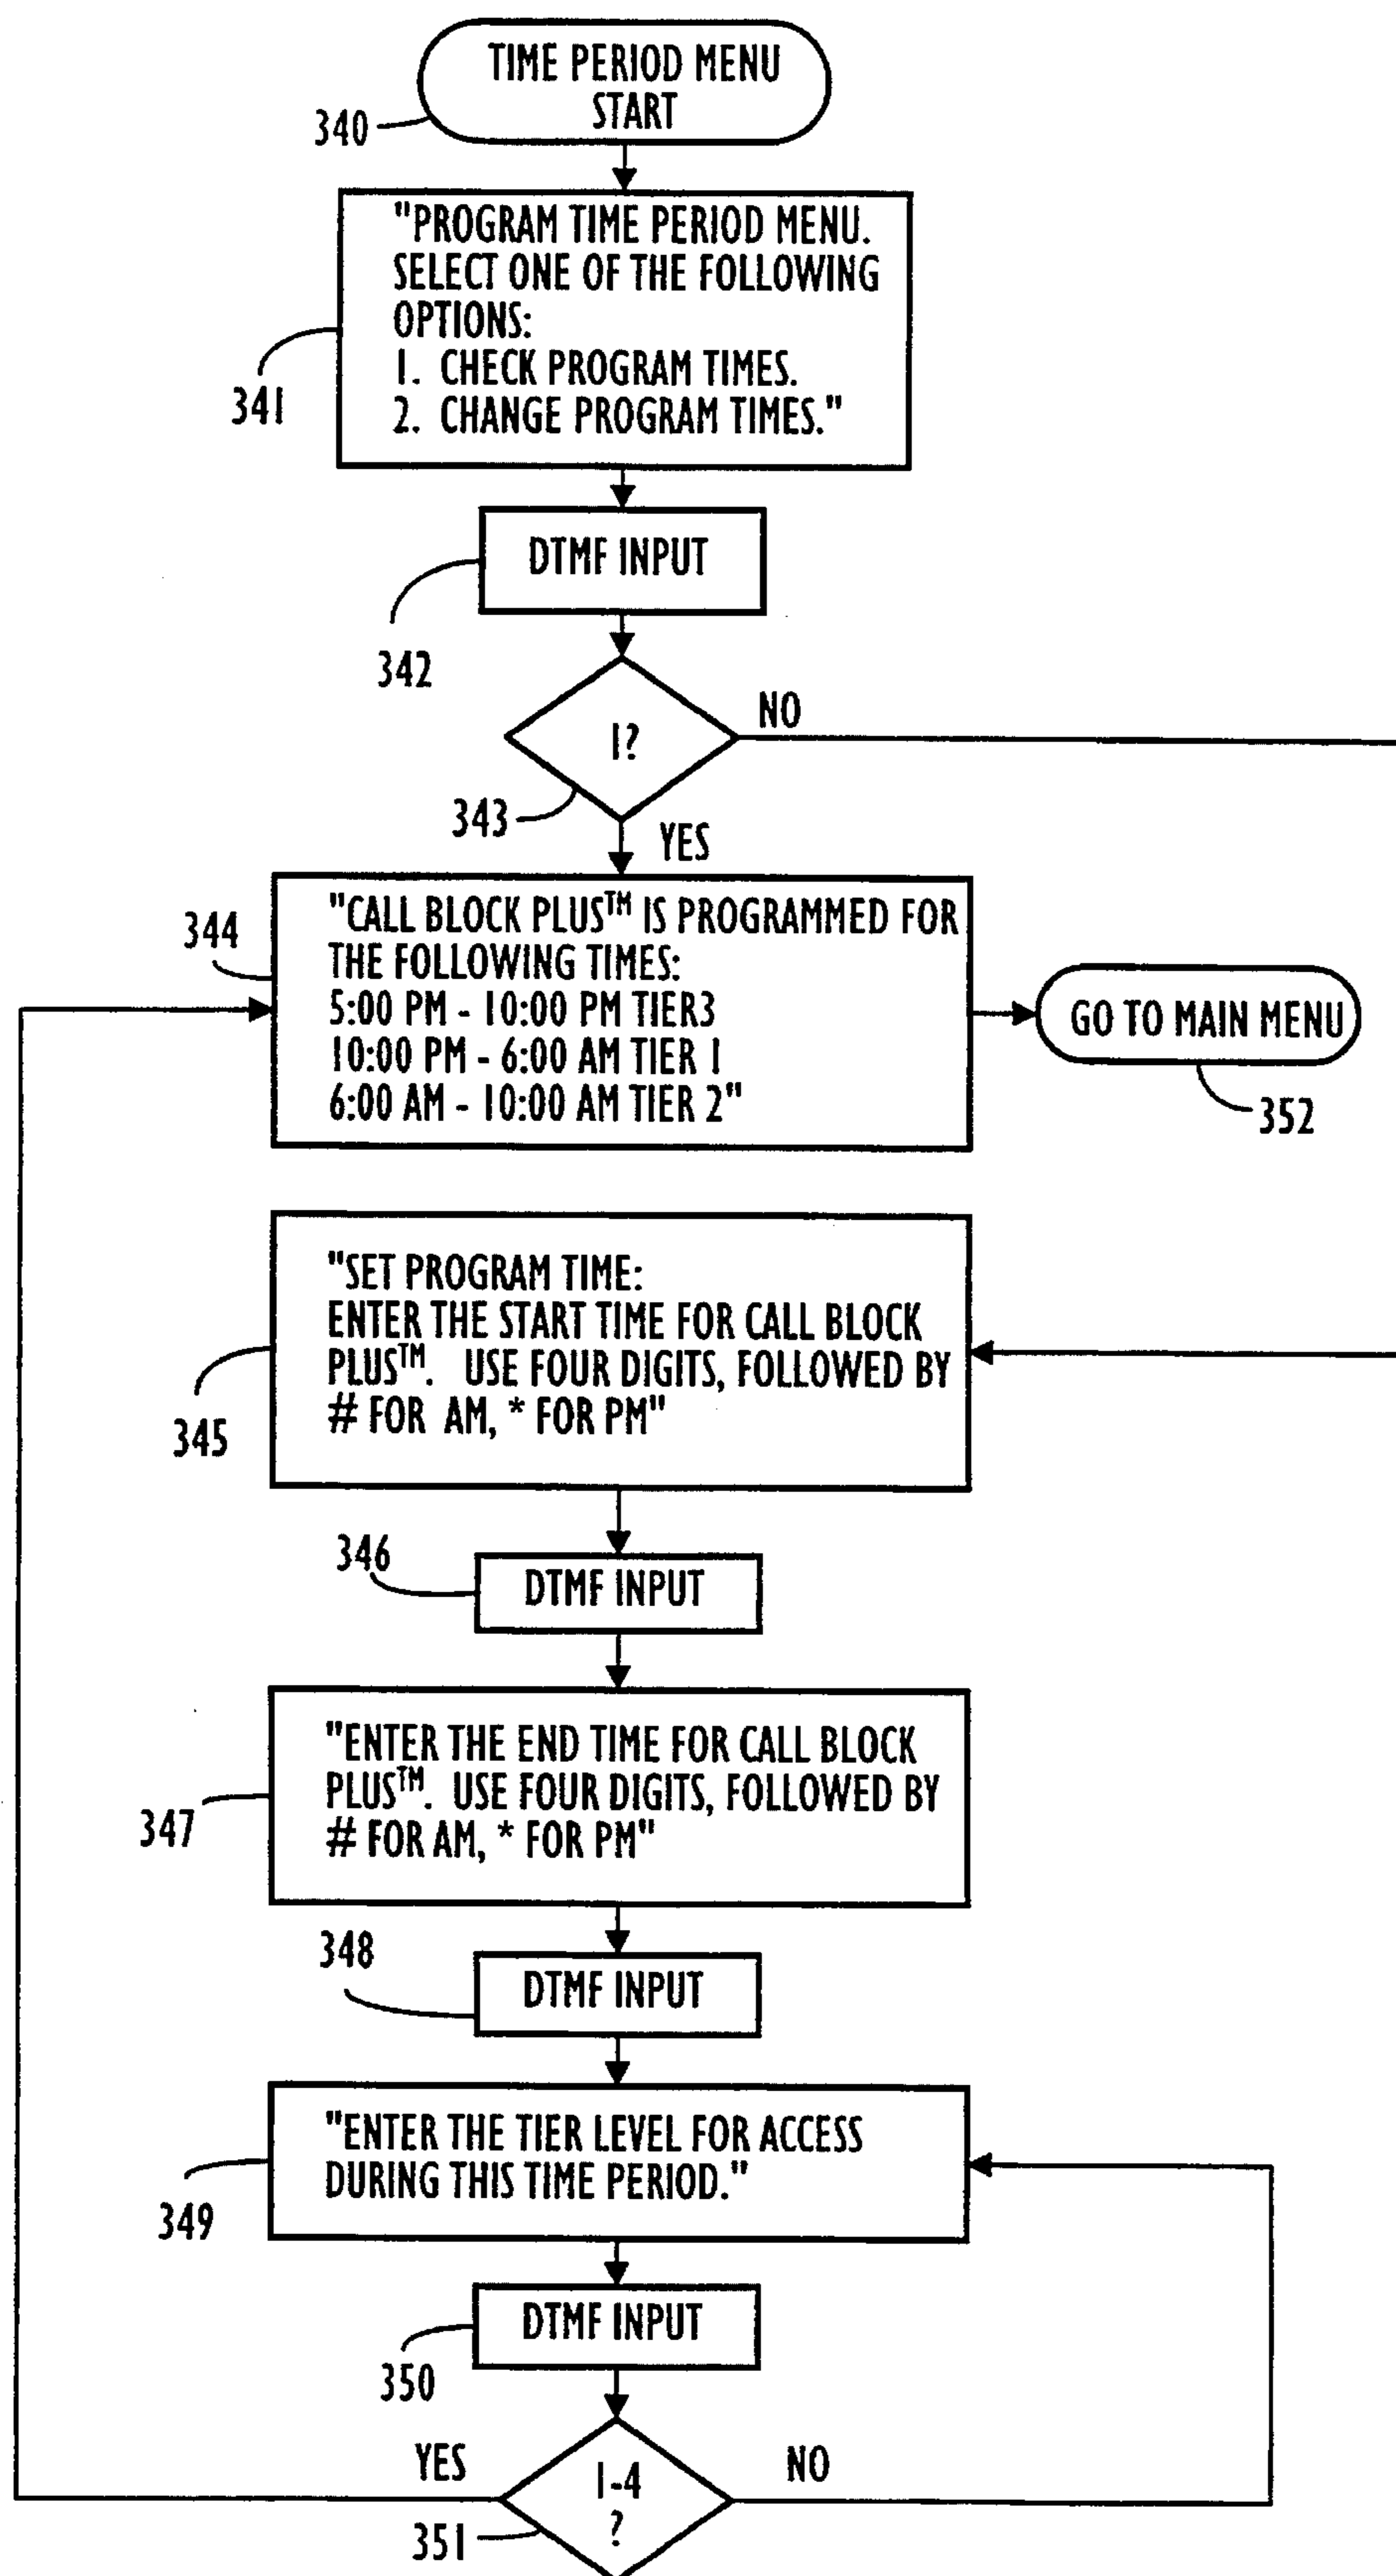 TIME PERIOD MENU
START
340
"PROGRAM TIME PERIOD MENU.
SELECT ONE OF THE FOLLOWING
OPTIONS:
1. CHECK PROGRAM TIMES.
2. CHANGE PROGRAM TIMES."
341
DTMF INPUT
342
1?
NO
343
YES
344
"CALL BLOCK PLUS™ IS PROGRAMMED FOR
THE FOLLOWING TIMES:
5:00 PM - 10:00 PM TIER3
10:00 PM - 6:00 AM TIER 1
6:00 AM - 10:00 AM TIER 2"
GO TO MAIN MENU
352
"SET PROGRAM TIME:
ENTER THE START TIME FOR CALL BLOCK
PLUS™. USE FOUR DIGITS, FOLLOWED BY
# FOR AM, * FOR PM"
345
346
DTMF INPUT
"ENTER THE END TIME FOR CALL BLOCK
PLUS™. USE FOUR DIGITS, FOLLOWED BY
# FOR AM, * FOR PM"
347
348
DTMF INPUT
"ENTER THE TIER LEVEL FOR ACCESS
DURING THIS TIME PERIOD."
349
DTMF INPUT
350
YES
1-4
?
NO
351